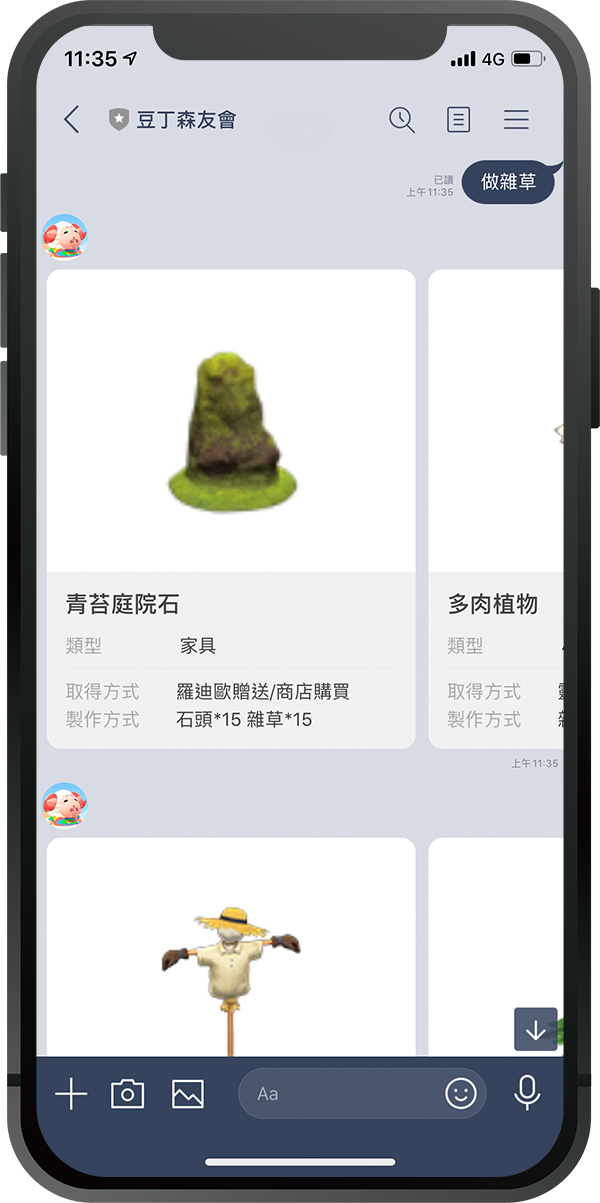 11:35 4G
豆丁森友會
已讀
上午11:35
做雜草
青苔庭院石
類型 家具
取得方式 羅迪歐贈送/商店購買
製作方式 石頭*15 雜草*15
多肉植物
類型
取得方式
製作方式
上午11:35
Aa